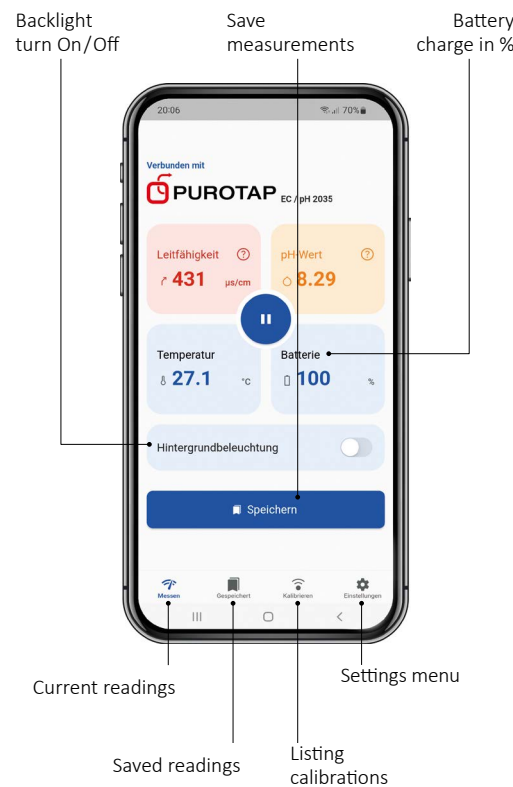 Backlight
turn On/Off
Save
measurements
Battery
charge in %
20:06
70%
Verbunden mit
PUROTAP EC / pH 2035
Leitfähigkeit ?
431 µs/cm
pH-Wert ?
8.29
Temperatur
27.1 °C
Batterie
100 %
Hintergrundbeleuchtung
Speichern
Messen
Gespeichert
Kalibrieren
Einstellungen
Current readings
Settings menu
Saved readings
Listing
calibrations